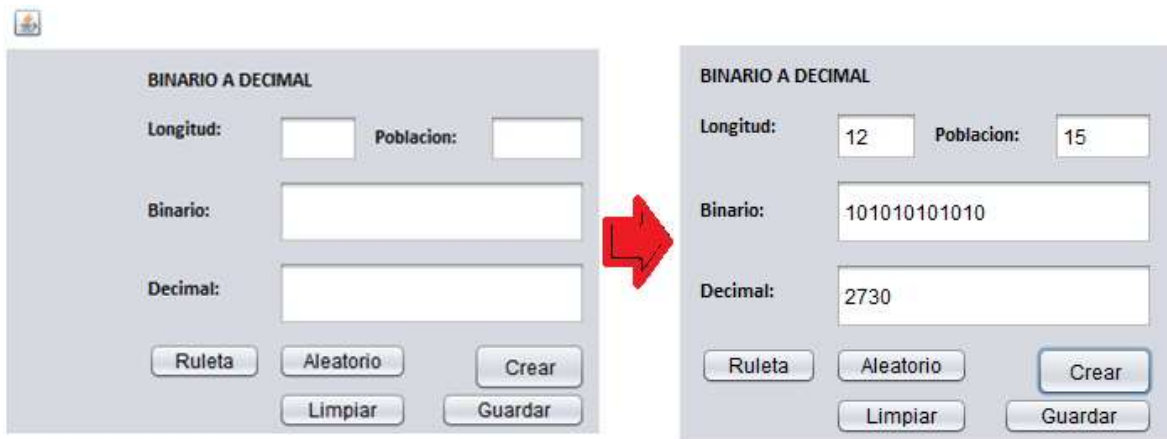 BINARIO A DECIMAL
Longitud: Poblacion:
Binario:
Decimal:
Ruleta Aleatorio Crear
Limpiar Guardar
BINARIO A DECIMAL
Longitud: 12 Poblacion: 15
Binario: 101010101010
Decimal: 2730
Ruleta Aleatorio Crear
Limpiar Guardar